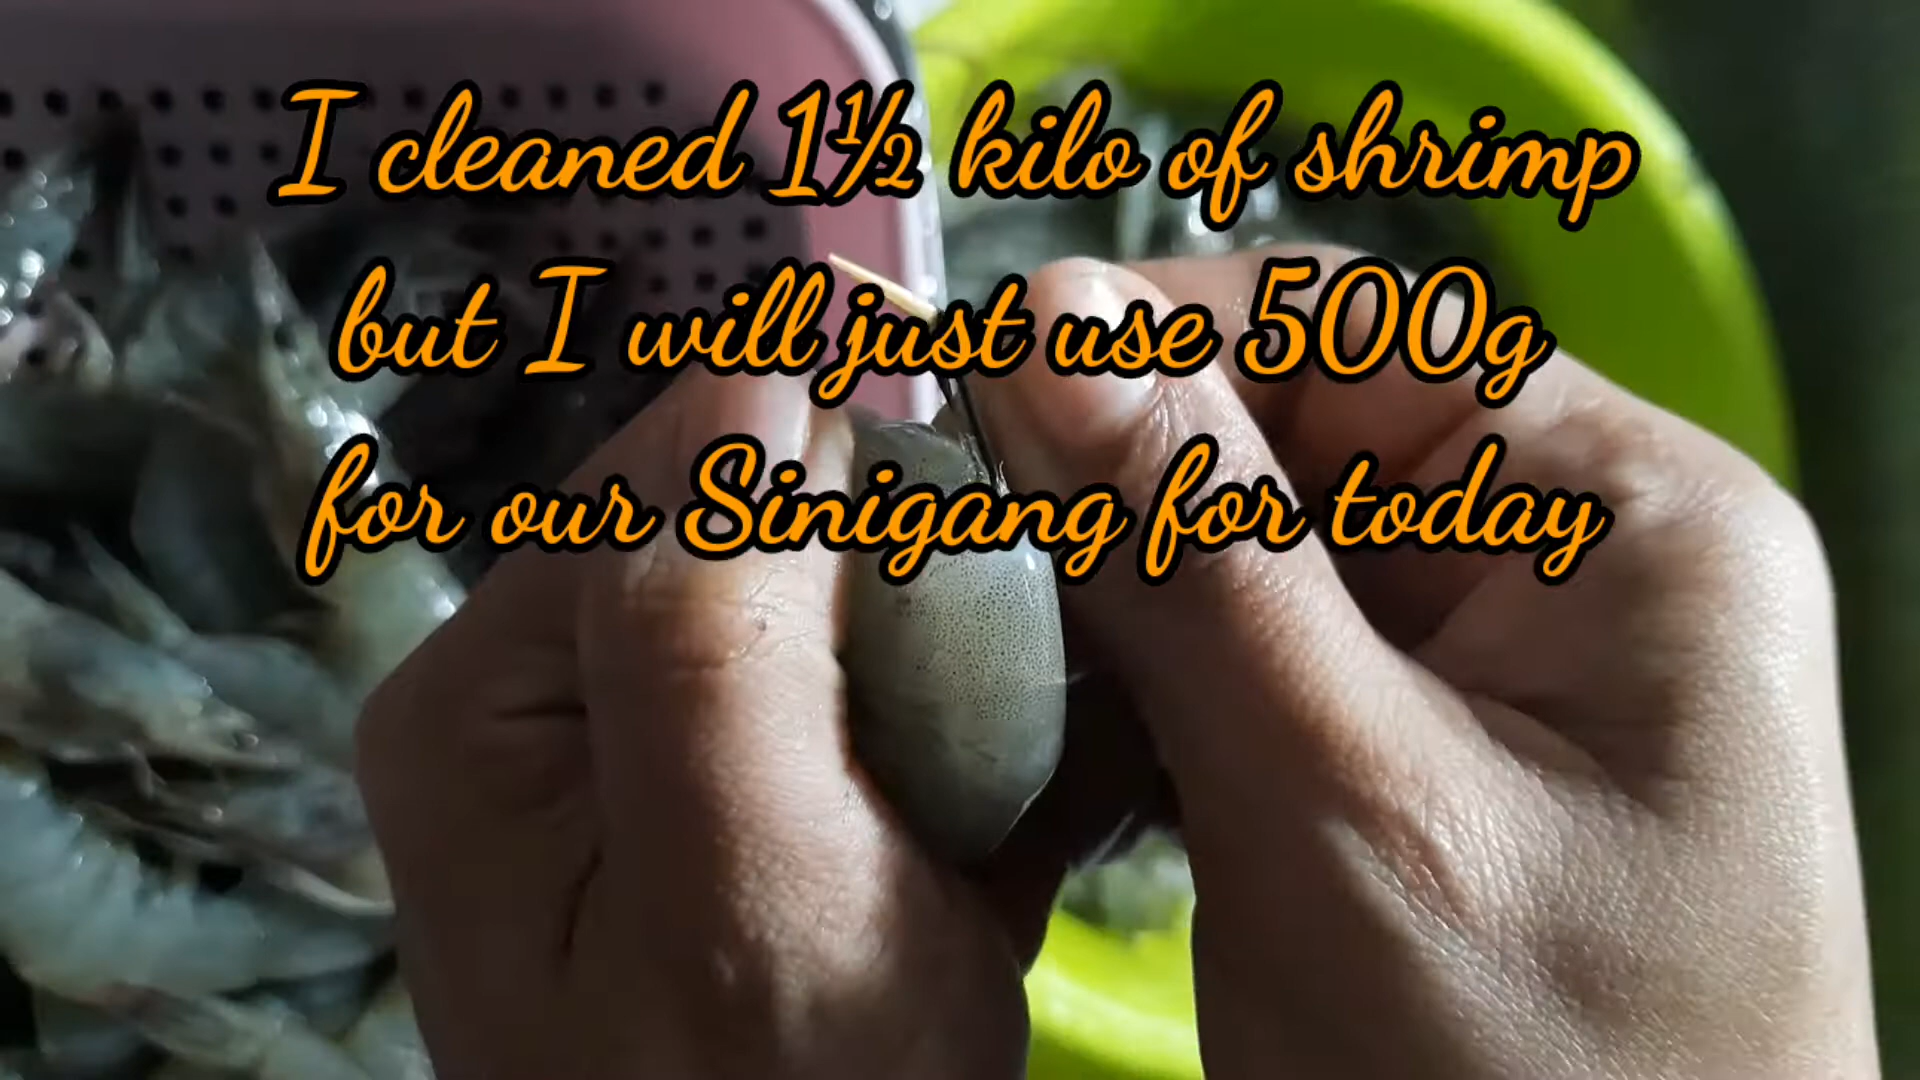 I cleaned 1½ kilo of shrimp
but I will just use 500g
for our Sinigang for today